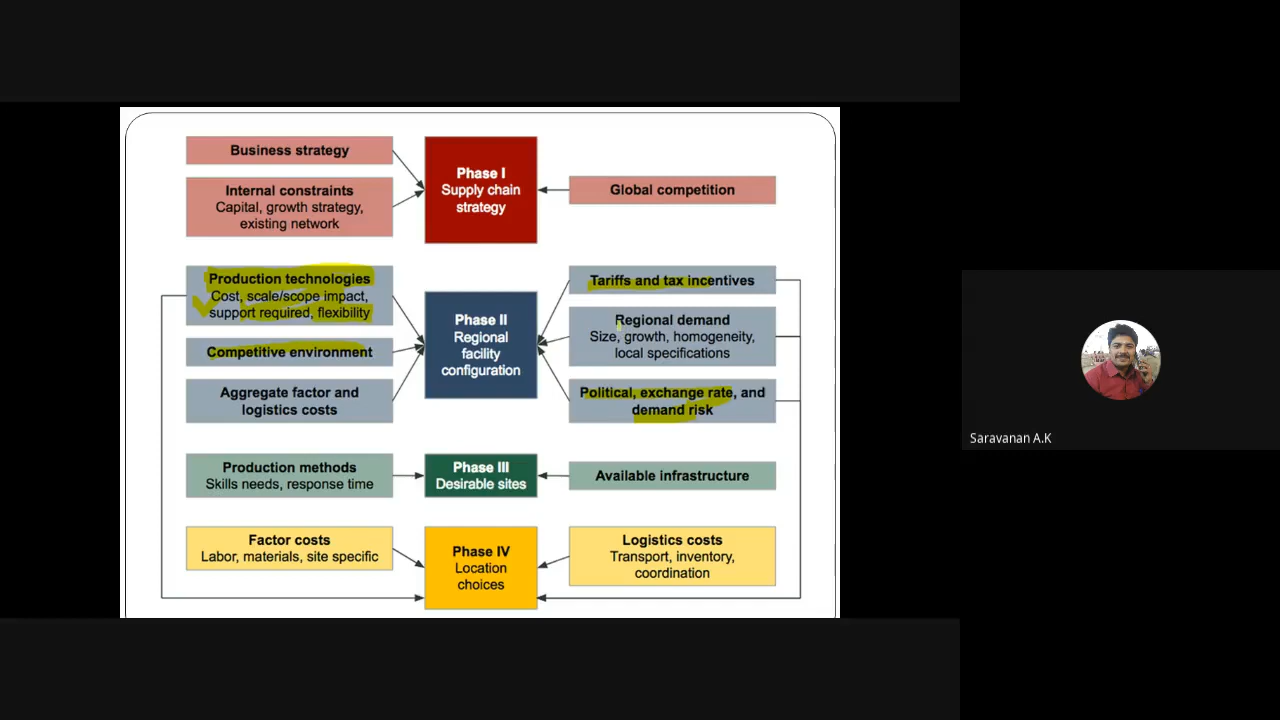 Business strategy
Internal constraints
Capital, growth strategy,
existing network
Phase I
Supply chain
strategy
Global competition
Production technologies
Cost, scale/scope impact,
support required, flexibility
Competitive environment
Aggregate factor and
logistics costs
Phase II
Regional
facility
configuration
Tariffs and tax incentives
Regional demand
Size, growth, homogeneity,
local specifications
Political, exchange rate, and
demand risk
Production methods
Skills needs, response time
Phase III
Desirable sites
Available infrastructure
Factor costs
Labor, materials, site specific
Phase IV
Location
choices
Logistics costs
Transport, inventory,
coordination
Saravanan A.K